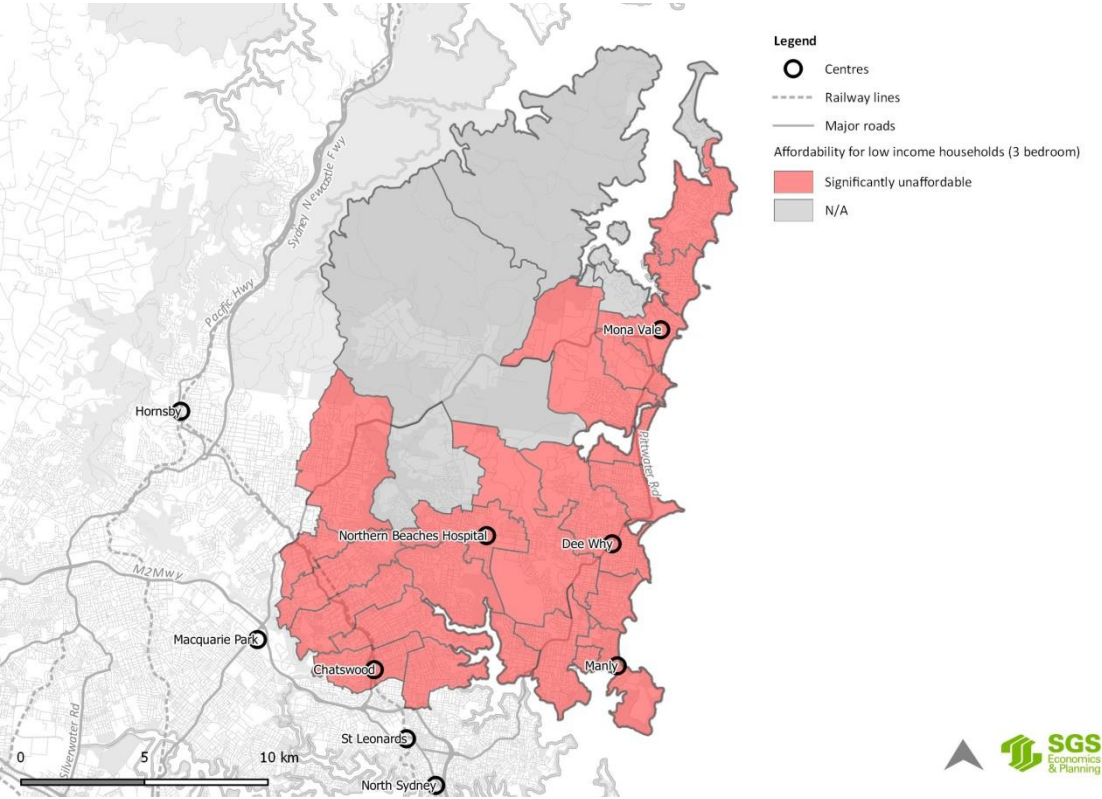 Legend
Centres
Railway lines
Major roads
Affordability for low income households (3 bedroom)
Significantly unaffordable
N/A
Sydney Newcastle Fwy
Pacific Hwy
Mona Vale
Hornsby
Pittwater Rd
Northern Beaches Hospital
Dee Why
M2Mwy
Macquarie Park
Chatswood
Manly
Silverwater Rd
St Leonards
North Sydney
0 5 10 km
SGS
Economics
& Planning